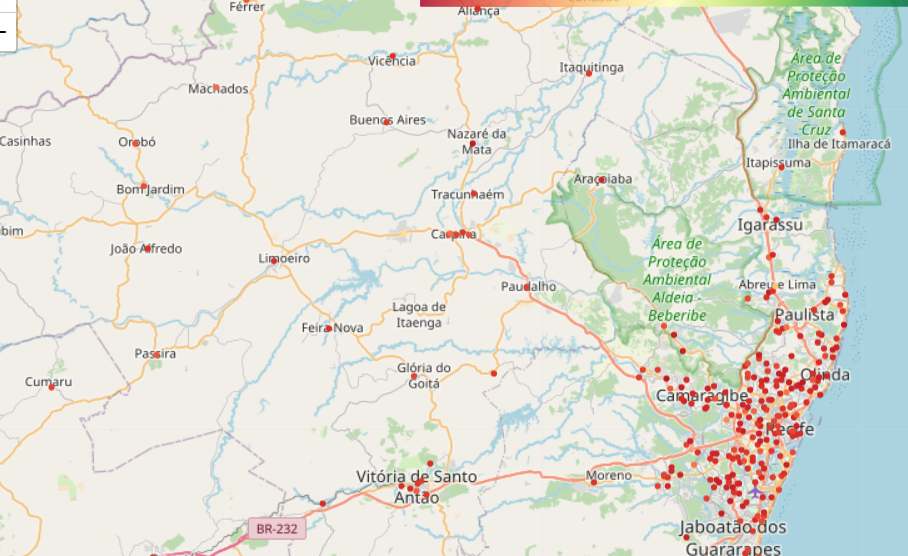 Férrer
Aliança
Vicência
Itaquitinga
Área de
Proteção
Ambiental
de Santa
Cruz
Machados
Buenos Aires
Nazaré da
Mata
Casinhas
Orobó
Ilha de Itamaracá
Itapissuma
Bom Jardim
Tracunhaém
Araçoiaba
Igarassu
bim
João Alfredo
Limoeiro
Carpina
Área de
Proteção
Ambiental
Aldeia-
Beberibe
Paudalho
Abreu e Lima
Lagoa de
Itaenga
Paulista
Feira Nova
Passira
Cumaru
Glória do
Goitá
Olinda
Camaragibe
Recife
Vitória de Santo
Antão
Moreno
BR-232
Jaboatão dos
Guararapes